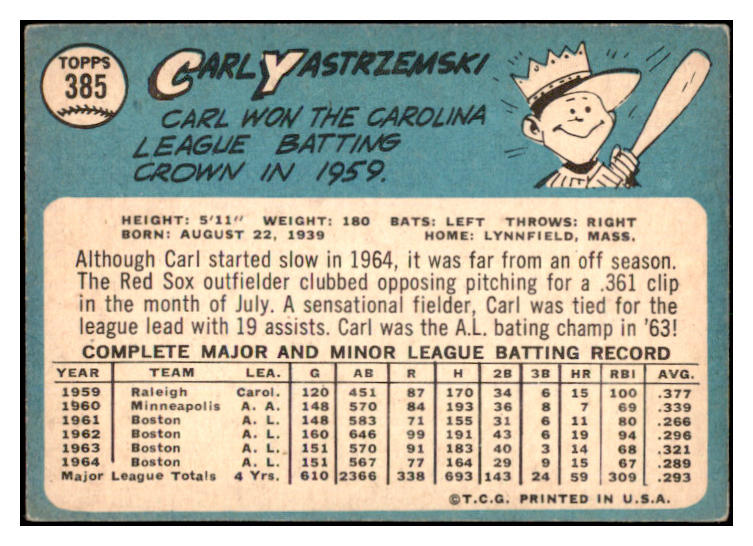 TOPPS
385
CARL YASTRZEMSKI
CARL WON THE CAROLINA
LEAGUE BATTING
CROWN IN 1959.
HEIGHT: 5'11" WEIGHT: 180 BATS: LEFT THROWS: RIGHT
BORN: AUGUST 22, 1939 HOME: LYNNFIELD, MASS.
Although Carl started slow in 1964, it was far from an off season.
The Red Sox outfielder clubbed opposing pitching for a .361 clip
in the month of July. A sensational fielder, Carl was tied for the
league lead with 19 assists. Carl was the A.L. bating champ in '63!
COMPLETE MAJOR AND MINOR LEAGUE BATTING RECORD
YEAR TEAM LEA. G AB R H 2B 3B HR RBI AVG.
1959 Raleigh Carol. 120 451 87 170 34 6 15 100 .377
1960 Minneapolis A. A. 148 570 84 193 36 8 7 69 .339
1961 Boston A. L. 148 583 71 155 31 6 11 80 .266
1962 Boston A. L. 160 646 99 191 43 6 19 94 .296
1963 Boston A. L. 151 570 91 183 40 3 14 68 .321
1964 Boston A. L. 151 567 77 164 29 9 15 67 .289
Major League Totals 4 Yrs. 610 2366 338 693 143 24 59 309 .293
©T.C.G. PRINTED IN U.S.A.